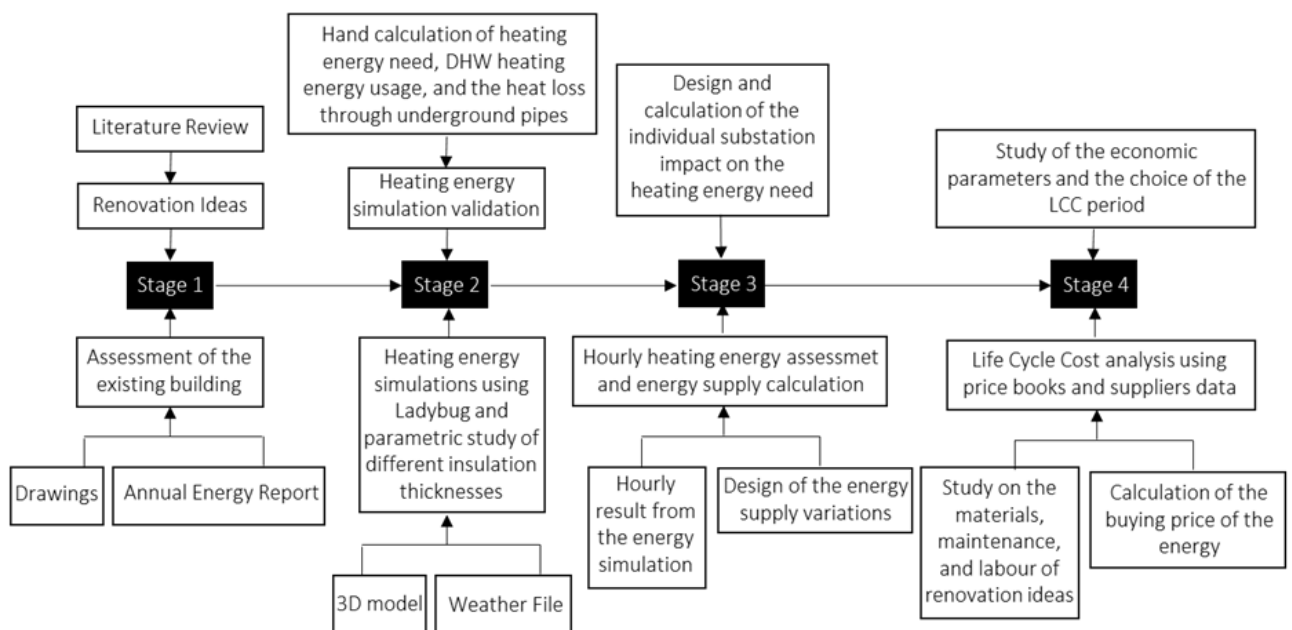 Literature Review
Renovation Ideas
Stage 1
Assessment of the
existing building
Drawings
Annual Energy Report
Hand calculation of heating
energy need, DHW heating
energy usage, and the heat loss
through underground pipes
Heating energy
simulation validation
Stage 2
Heating energy
simulations using
Ladybug and
parametric study of
different insulation
thicknesses
3D model
Weather File
Design and
calculation of the
individual substation
impact on the
heating energy need
Stage 3
Hourly heating energy assessmet
and energy supply calculation
Hourly
result from
the energy
simulation
Design of the energy
supply variations
Study of the economic
parameters and the choice of the
LCC period
Stage 4
Life Cycle Cost analysis using
price books and suppliers data
Study on the
materials,
maintenance,
and labour of
renovation ideas
Calculation of the
buying price of the
energy